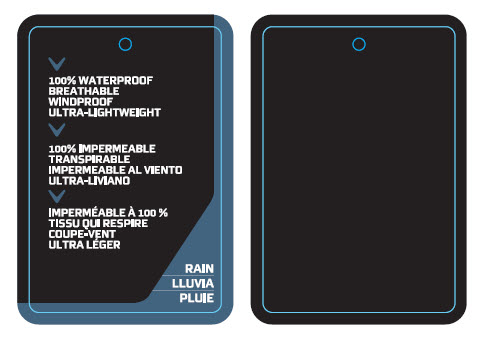 100% WATERPROOF
BREATHABLE
WINDPROOF
ULTRA-LIGHTWEIGHT
100% IMPERMEABLE
TRANSPIRABLE
IMPERMEABLE AL VIENTO
ULTRA-LIVIANO
IMPERMÉABLE À 100 %
TISSU QUI RESPIRE
COUPE-VENT
ULTRA LÉGER
RAIN
LLUVIA
PLUIE